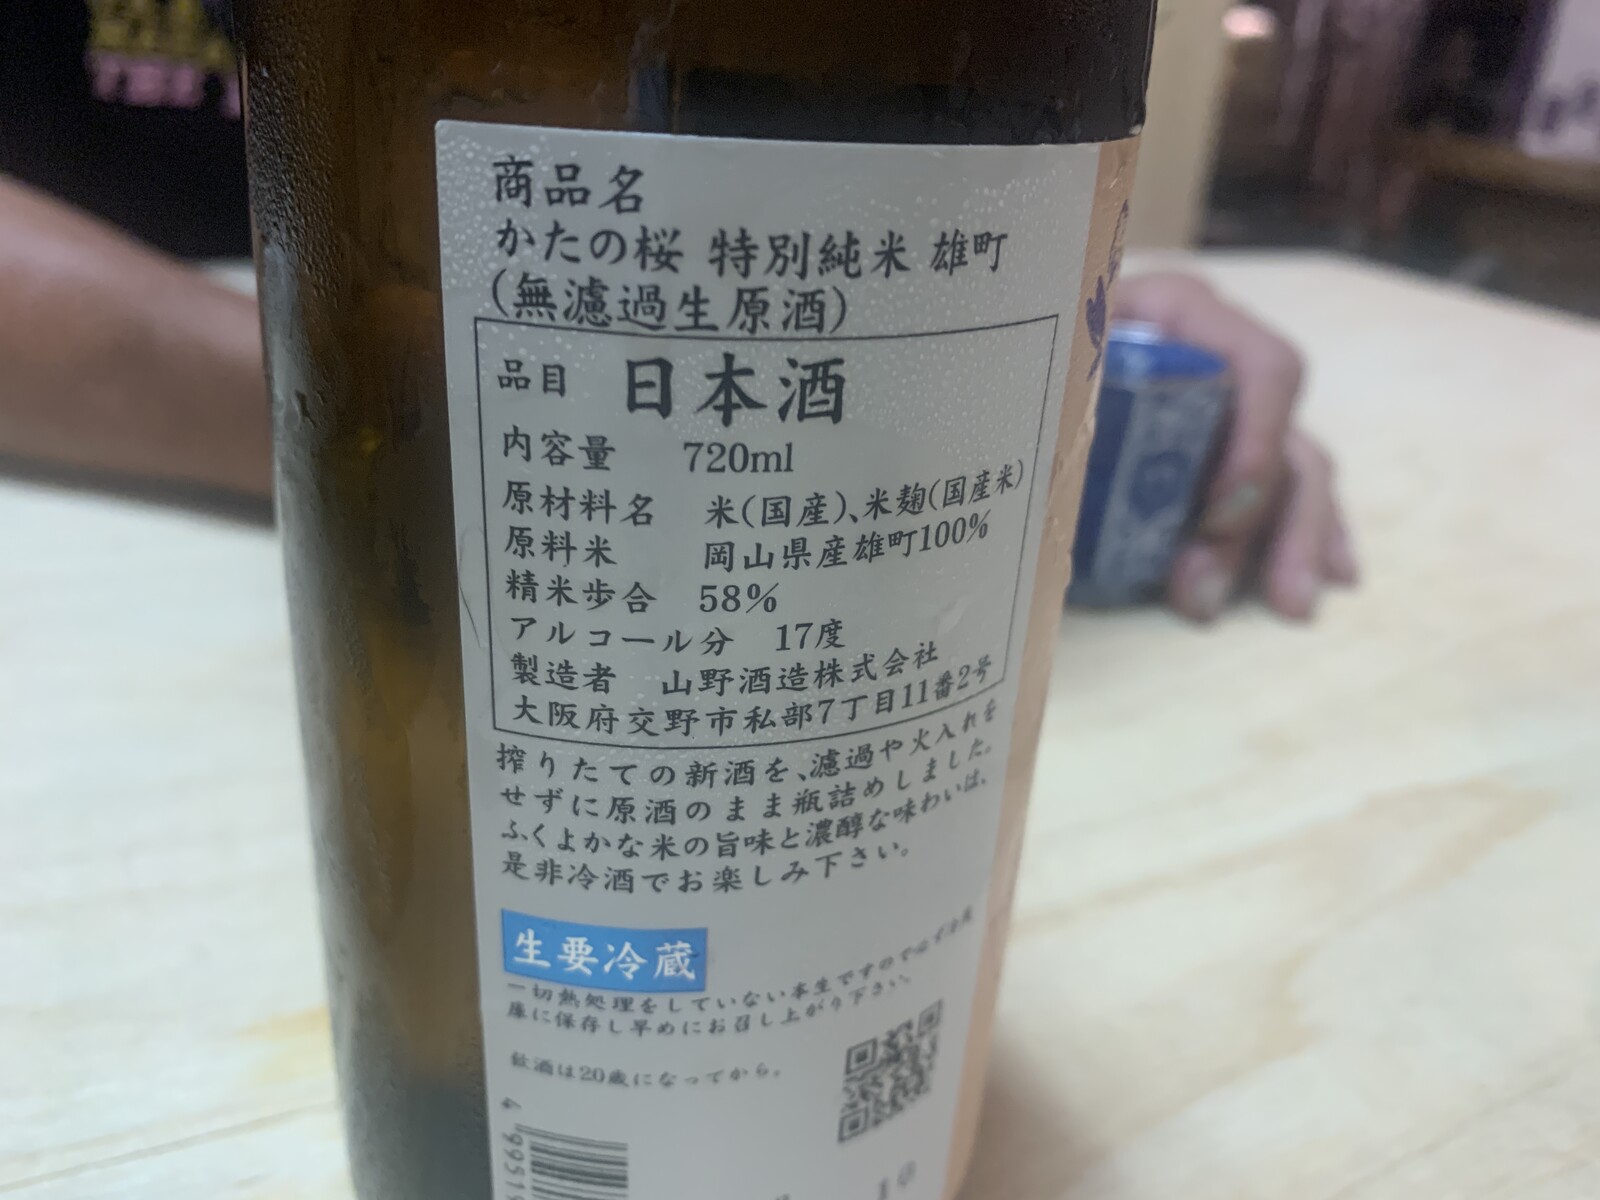 商品名
かたの桜 特別純米 雄町
(無濾過生原酒)
品目 日本酒
内容量 720ml
原材料名 米(国産)、米麹(国産米)
原料米 岡山県産雄町100%
精米歩合 58%
アルコール分 17度
製造者 山野酒造株式会社
大阪府交野市私部7丁目11番2号
搾りたての新酒を、濾過や火入れを
せずに原酒のまま瓶詰めしました。
ふくよかな米の旨味と濃醇な味わいは、
是非冷酒でお楽しみ下さい。
生要冷蔵
一切熱処理をしていない本生ですので必ず冷蔵
庫に保存し早めにお召し上がり下さい。
飲酒は20歳になってから。